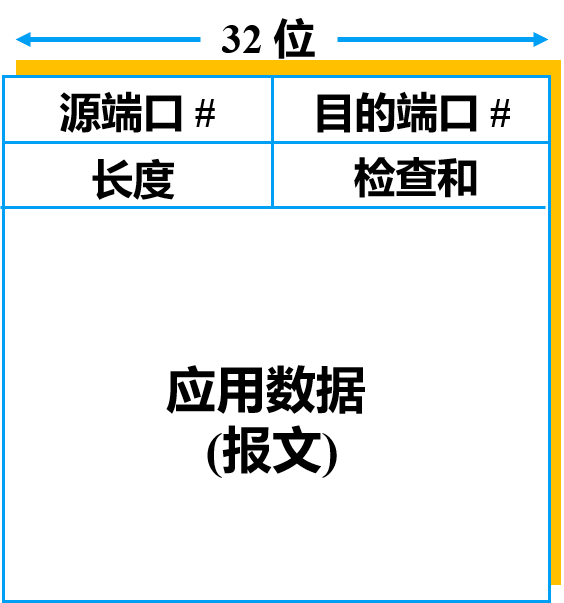 32 位
源端口 # 目的端口 #
长度 检查和
应用数据
(报文)